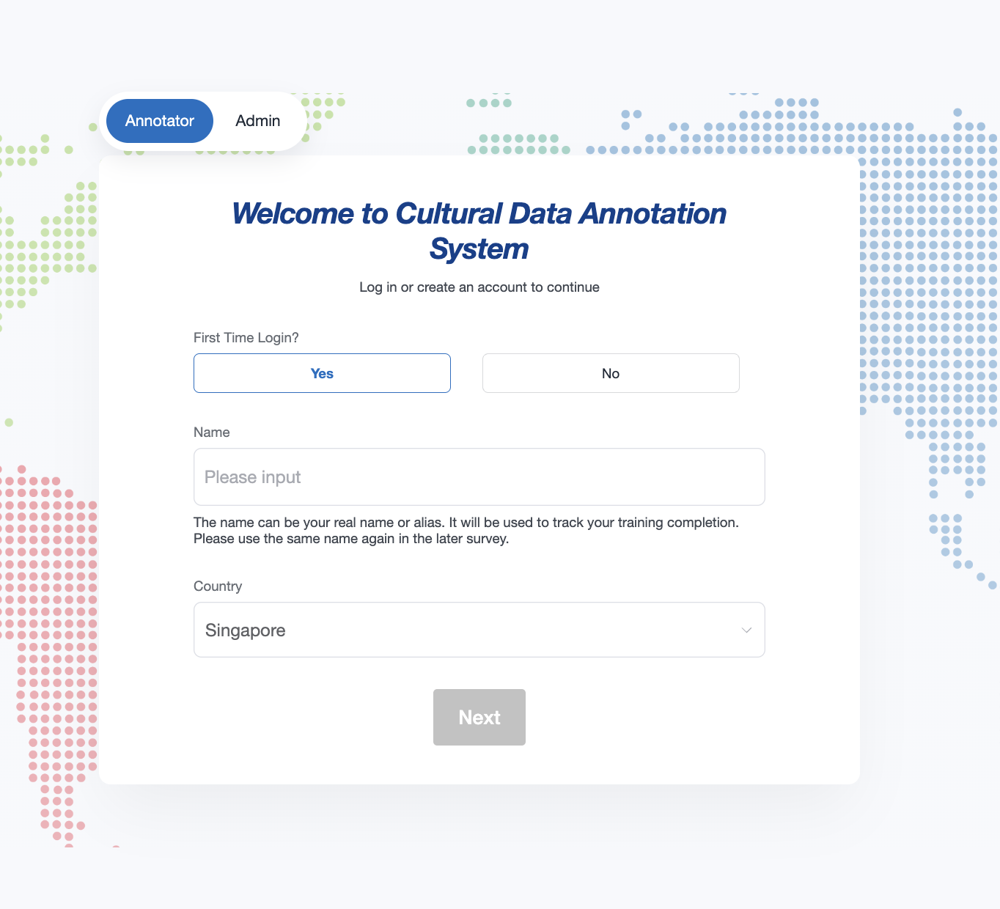 Annotator
Admin
Welcome to Cultural Data Annotation
System
Log in or create an account to continue
First Time Login?
Yes
No
Name
Please input
The name can be your real name or alias. It will be used to track your training completion.
Please use the same name again in the later survey.
Country
Singapore
Next